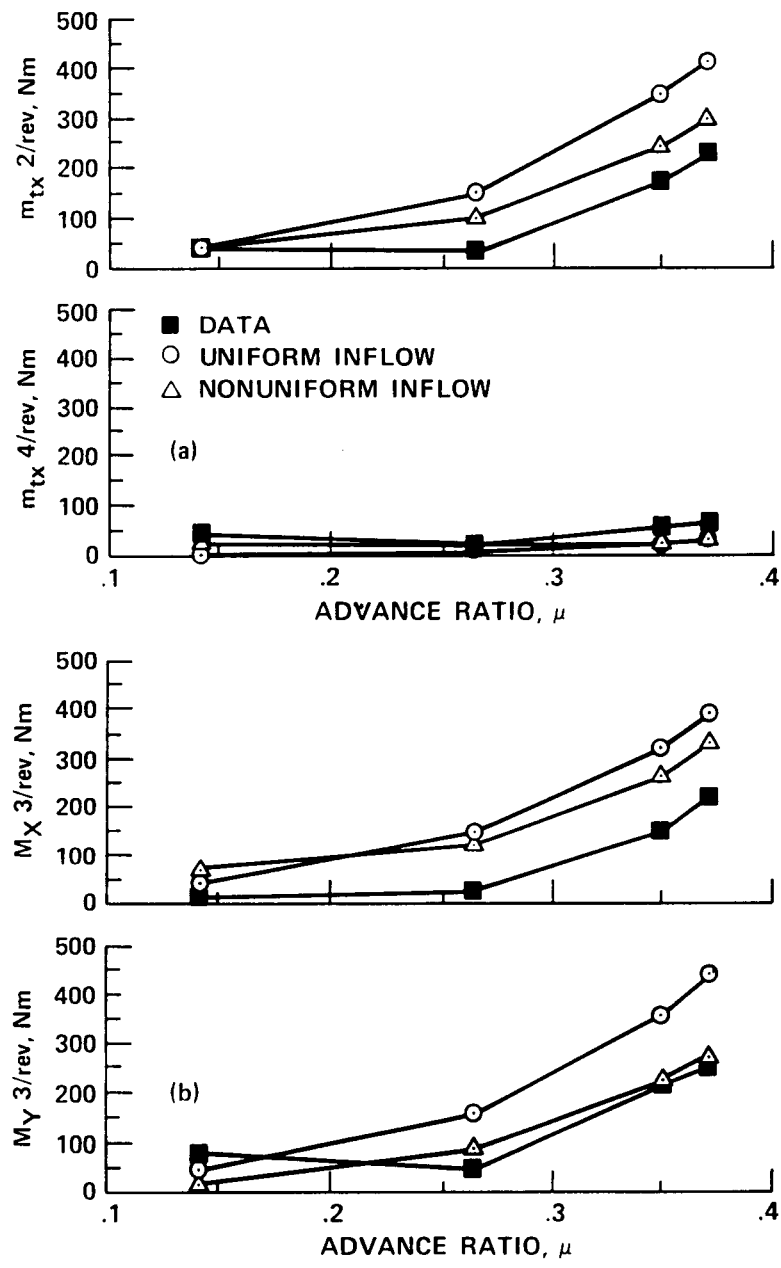 500
400
300
200
100
0
m_tx 2/rev, Nm
500
400
300
200
100
0
m_tx 4/rev, Nm
■ DATA
○ UNIFORM INFLOW
△ NONUNIFORM INFLOW
(a)
.1 .2 .3 .4
ADVANCE RATIO, μ
500
400
300
200
100
0
M_X 3/rev, Nm
500
400
300
200
100
0
M_Y 3/rev, Nm
(b)
.1 .2 .3 .4
ADVANCE RATIO, μ